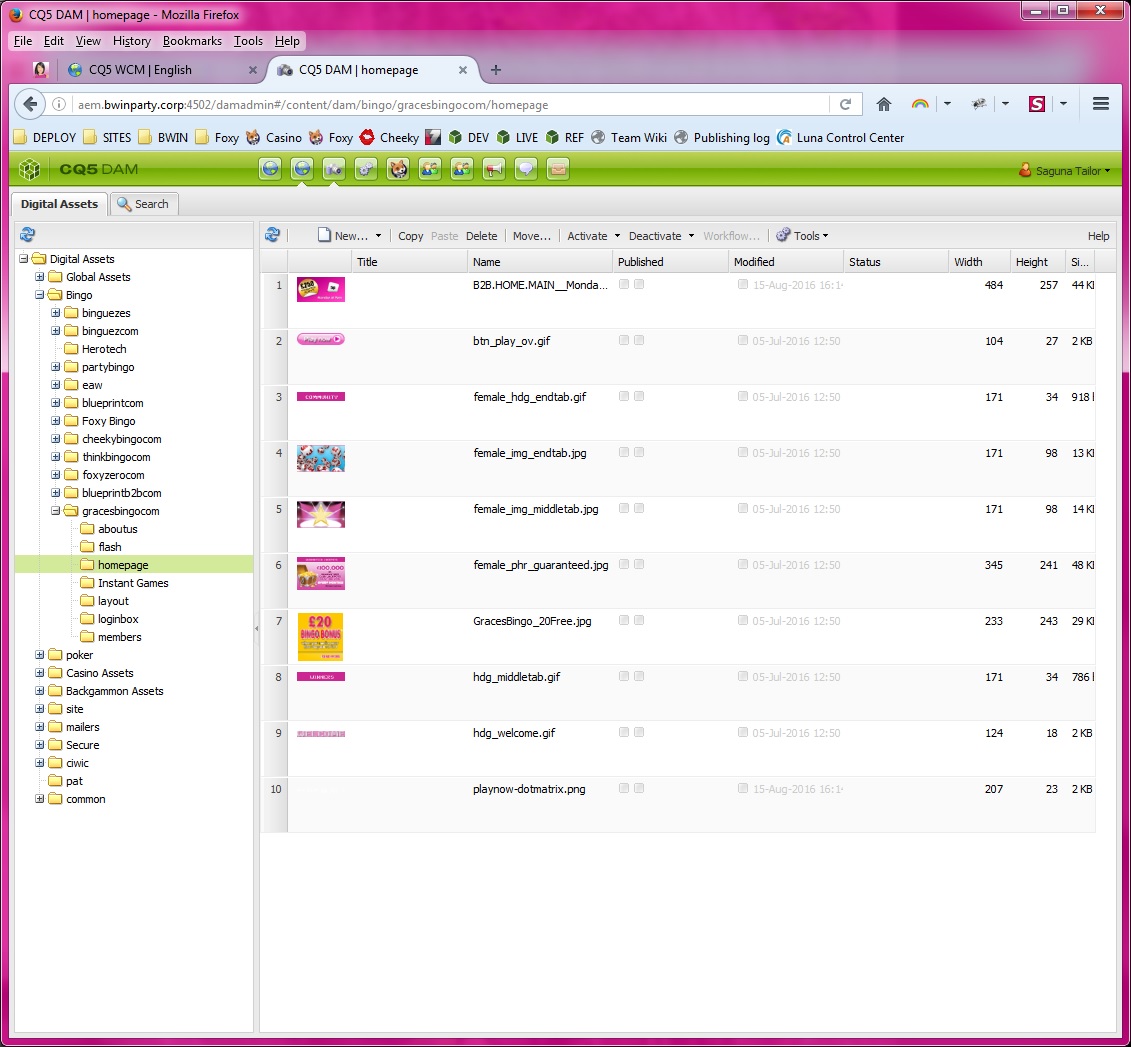 CQ5 DAM | homepage - Mozilla Firefox
File Edit View History Bookmarks Tools Help
CQ5 WCM | English
CQ5 DAM | homepage
aem.bwinparty.corp:4502/damadmin#/content/dam/bingo/gracesbingocom/homepage
S
DEPLOY SITES BWIN Foxy Casino Foxy Cheeky DEV LIVE REF Team Wiki Publishing log Luna Control Center
CQ5 DAM
Saguna Tailor
Digital Assets Search
New... Copy Paste Delete Move... Activate Deactivate Workflow... Tools Help
Digital Assets
Global Assets
Bingo
binguezes
binguezcom
Herotech
partybingo
eaw
blueprintcom
Foxy Bingo
cheekybingocom
thinkbingocom
foxyzerocom
blueprintb2bcom
gracesbingocom
aboutus
flash
homepage
Instant Games
layout
loginbox
members
poker
Casino Assets
Backgammon Assets
site
mailers
Secure
ciwic
pat
common
Title Name Published Modified Status Width Height Si...
1 B2B.HOME.MAIN__Monda... 15-Aug-2016 16:1 484 257 44 K
2 btn_play_ov.gif 05-Jul-2016 12:50 104 27 2 KB
3 COMMUNITY female_hdg_endtab.gif 05-Jul-2016 12:50 171 34 918
4 female_img_endtab.jpg 05-Jul-2016 12:50 171 98 13 K
5 female_img_middletab.jpg 05-Jul-2016 12:50 171 98 14 K
6 female_phr_guaranteed.jpg 05-Jul-2016 12:50 345 241 48 K
7 £20 BINGO BONUS GracesBingo_20Free.jpg 05-Jul-2016 12:50 233 243 29 K
8 WINNERS hdg_middletab.gif 05-Jul-2016 12:50 171 34 786
9 WELCOME hdg_welcome.gif 05-Jul-2016 12:50 124 18 2 KB
10 playnow-dotmatrix.png 15-Aug-2016 16:1 207 23 2 KB